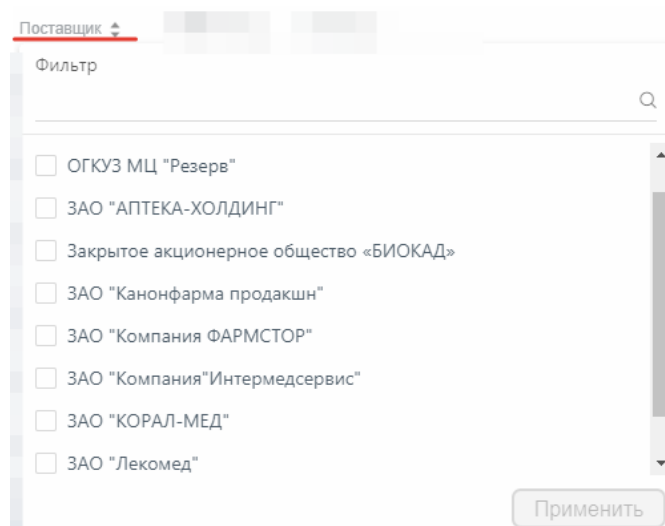 Поставщик
Фильтр
ОГКУЗ МЦ "Резерв"
ЗАО "АПТЕКА-ХОЛДИНГ"
Закрытое акционерное общество «БИОКАД»
ЗАО "Канонфарма продакшн"
ЗАО "Компания ФАРМСТОР"
ЗАО "Компания"Интермедсервис"
ЗАО "КОРАЛ-МЕД"
ЗАО "Лекомед"
Применить